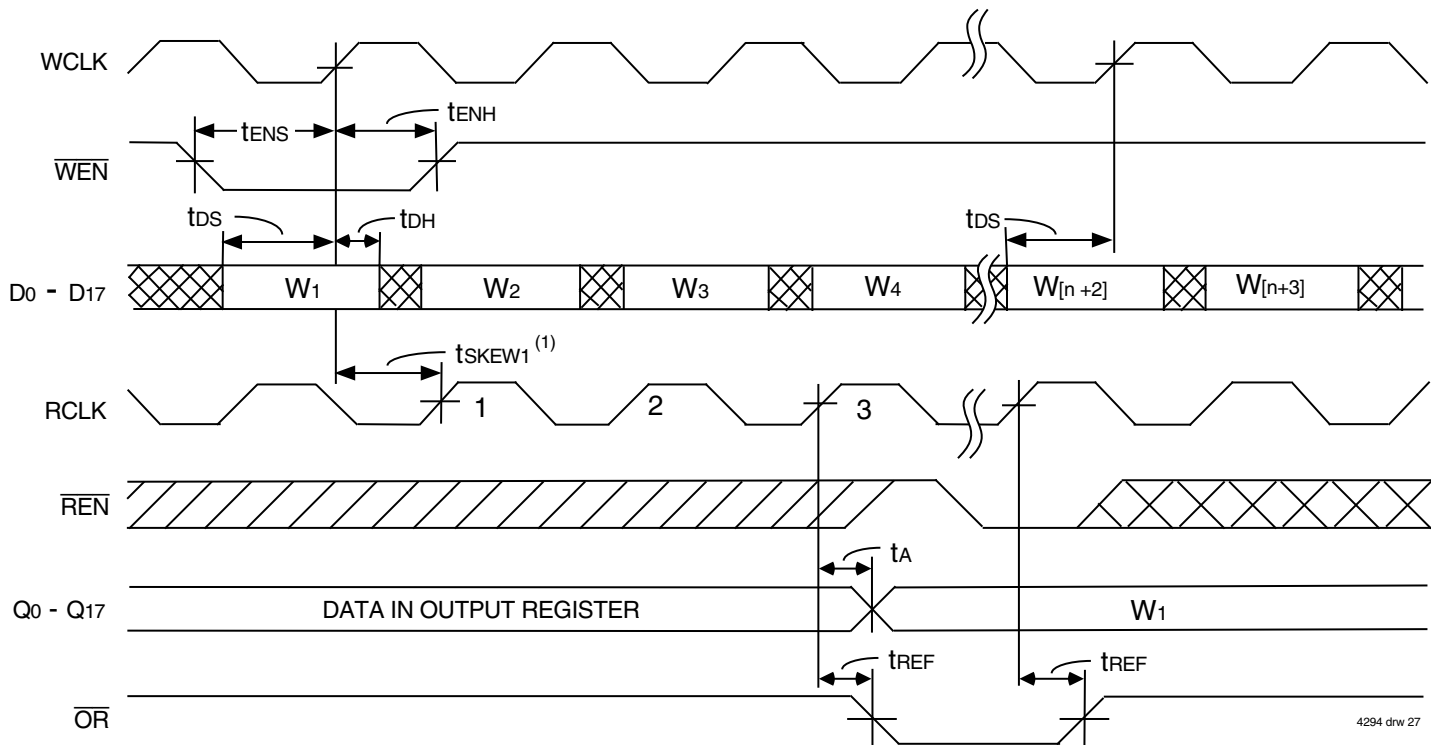 WCLK
tENS
tENH
WEN
tDS
tDH
tDS
D0 - D17
W1
W2
W3
W4
W[n +2]
W[n+3]
tSKEW1 (1)
RCLK
1
2
3
REN
tA
Q0 - Q17
DATA IN OUTPUT REGISTER
W1
tREF
tREF
OR
4294 drw 27